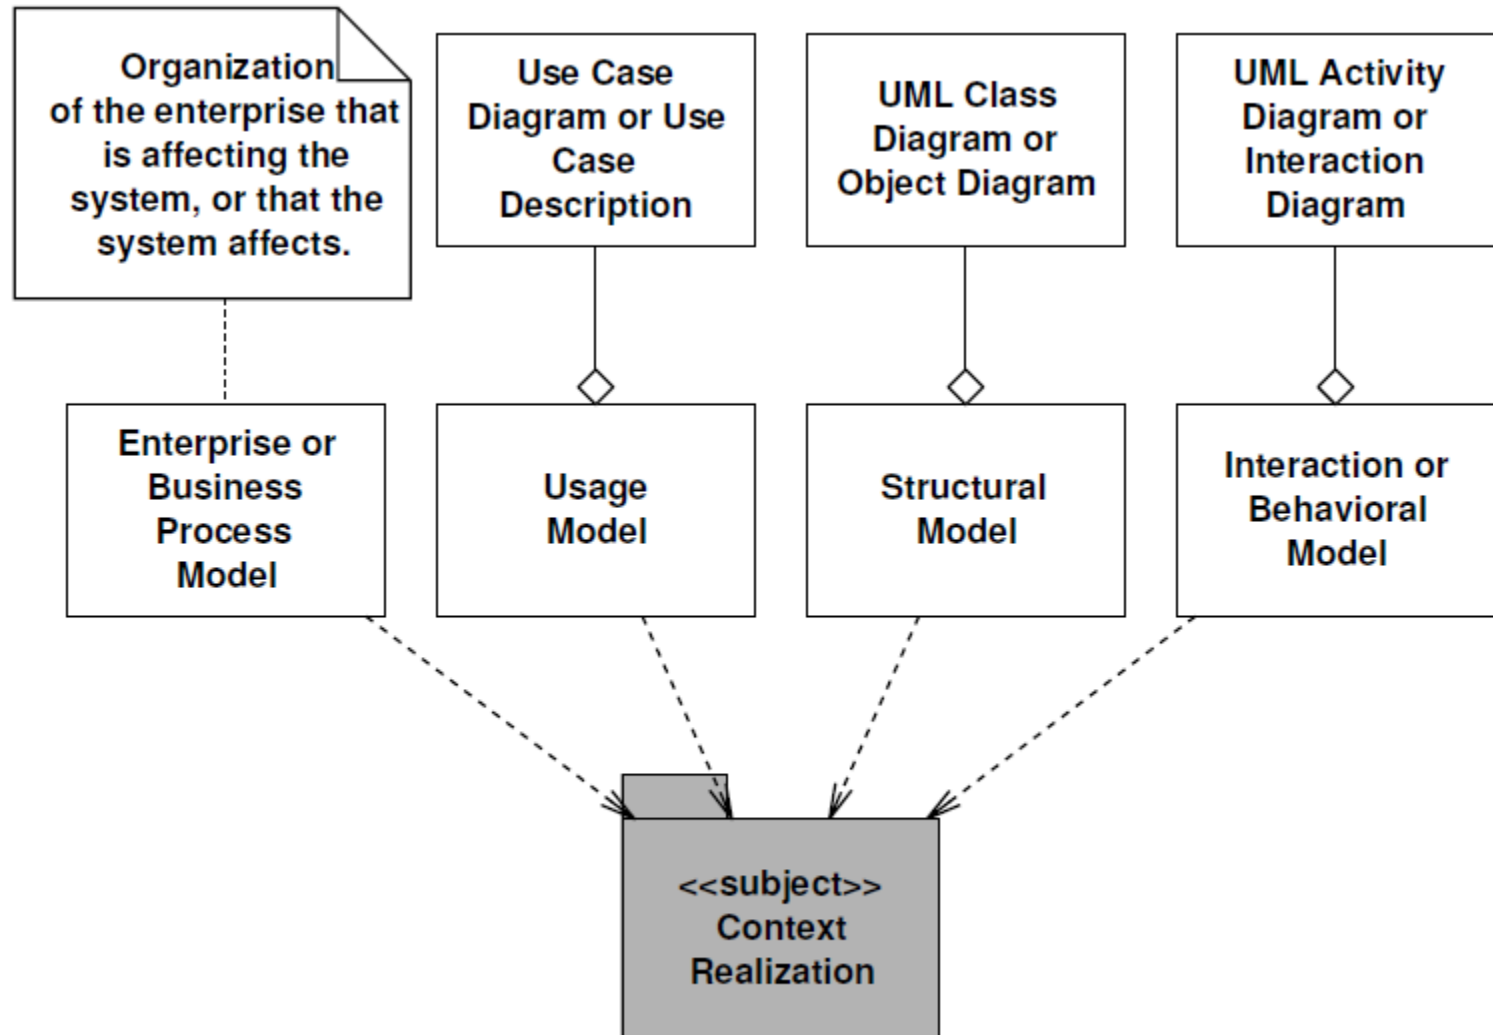 Organization
of the enterprise that
is affecting the
system, or that the
system affects.
Use Case
Diagram or Use
Case
Description
UML Class
Diagram or
Object Diagram
UML Activity
Diagram or
Interaction
Diagram
Enterprise or
Business
Process
Model
Usage
Model
Structural
Model
Interaction or
Behavioral
Model
<<subject>>
Context
Realization